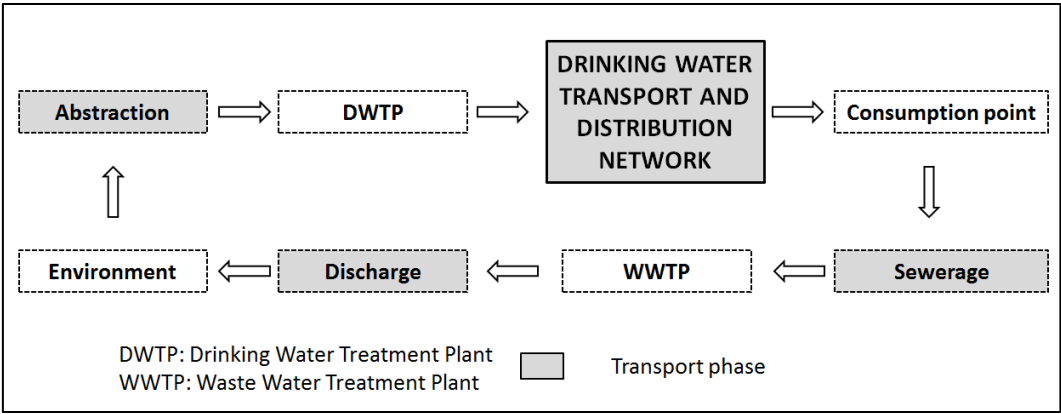 Abstraction
DWTP
DRINKING WATER
TRANSPORT AND
DISTRIBUTION
NETWORK
Consumption point
Environment
Discharge
WWTP
Sewerage
DWTP: Drinking Water Treatment Plant
WWTP: Waste Water Treatment Plant
Transport phase